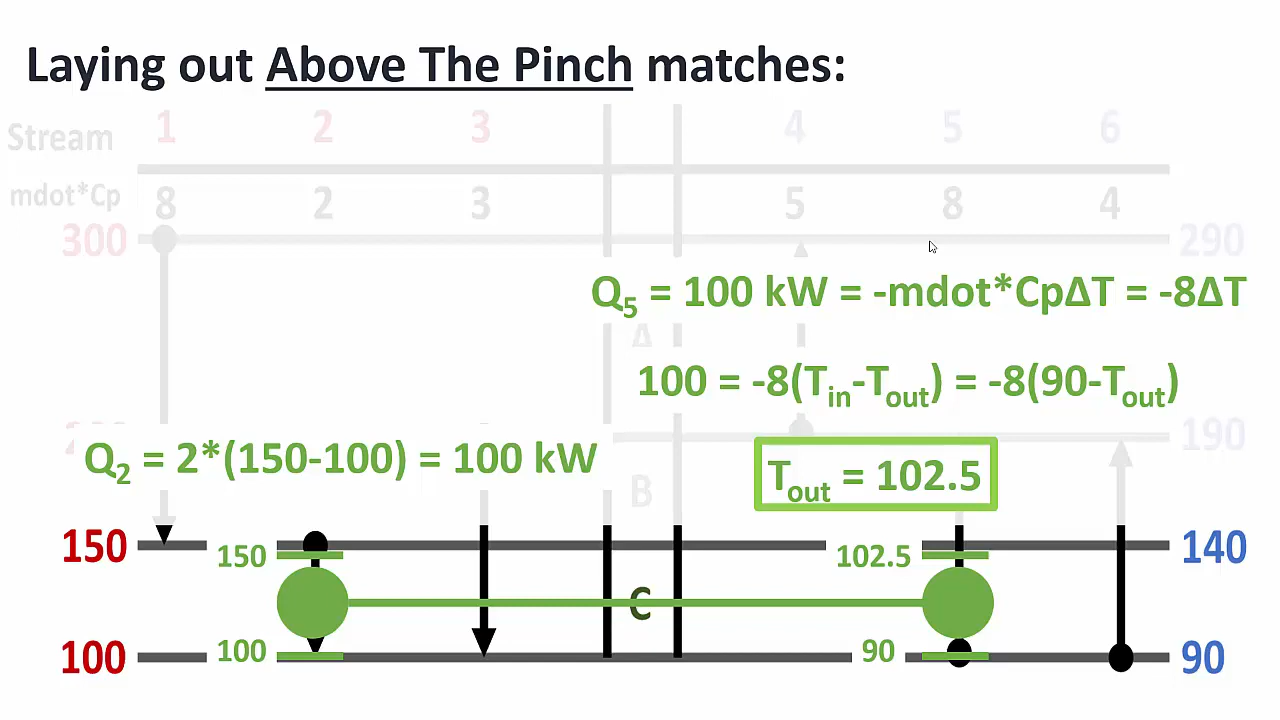 Laying out Above The Pinch matches:
Stream 1 2 3 4 5 6
mdot*Cp 8 2 3 5 8 4
300 290
Q5 = 100 kW = -mdot*CpΔT = -8ΔT
A
100 = -8(Tin-Tout) = -8(90-Tout)
190
Q2 = 2*(150-100) = 100 kW
Tout = 102.5
B
150 150 102.5 140
C
100 100 90 90